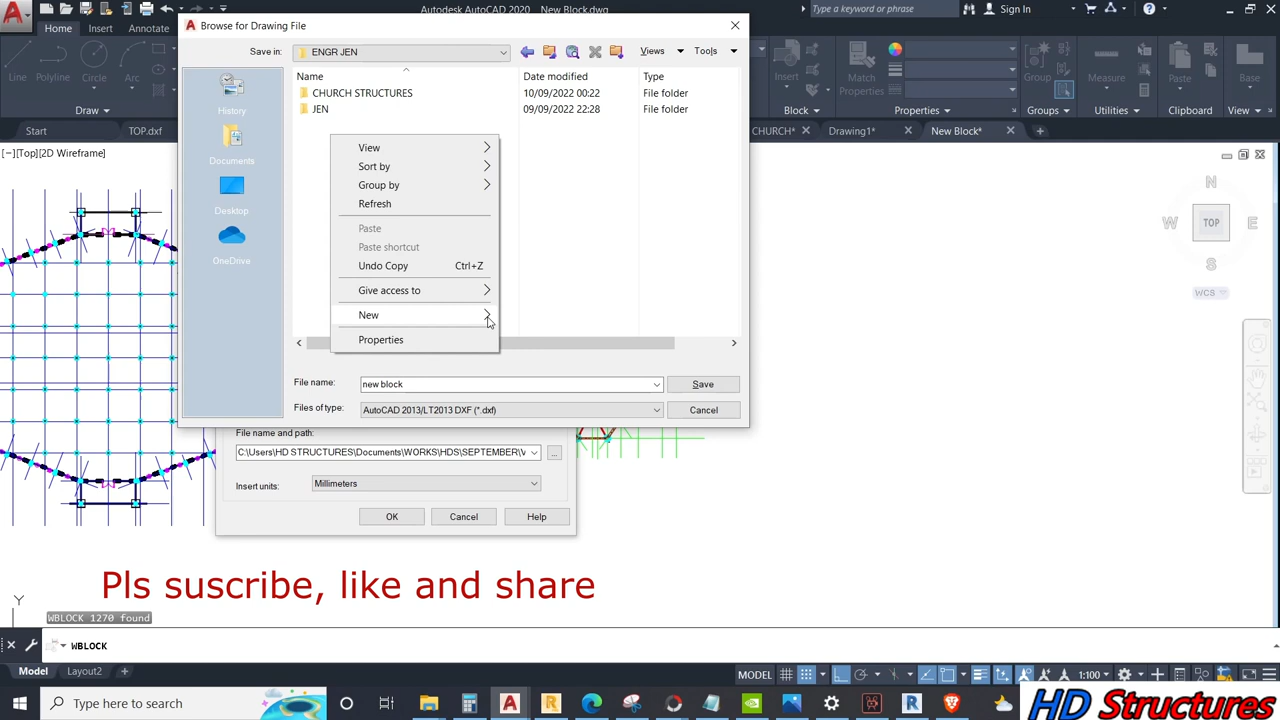 Autodesk AutoCAD 2020
New Block.dwg
Type a keyword or phrase
Sign In
Home
Line
Polyline
Circle
Arc
Draw
Insert
Block
Match
Properties
Group
Groups
Measure
Utilities
Paste
Clipboard
Base
View
Start
TOP.dxf
CHURCH*
Drawing1*
New Block*
[−][Top][2D Wireframe]
Browse for Drawing File
Save in:
ENGR JEN
Views
Tools
Name
Date modified
Type
CHURCH STRUCTURES
10/09/2022 00:22
File folder
JEN
09/09/2022 22:28
File folder
History
Documents
Desktop
OneDrive
View
Sort by
Group by
Refresh
Paste
Paste shortcut
Undo Copy
Ctrl+Z
Give access to
New
Properties
File name:
new block
Save
Files of type:
AutoCAD 2013/LT2013 DXF (*.dxf)
Cancel
File name and path:
C:\Users\HD STRUCTURES\Documents\WORKS\HDS\SEPTEMBER\V
...
Insert units:
Millimeters
OK
Cancel
Help
N
W
TOP
E
S
WCS
Pls suscribe, like and share
Y
WBLOCK 1270 found
WBLOCK
Model
Layout2
MODEL
1:100
Type here to search
HD Structures